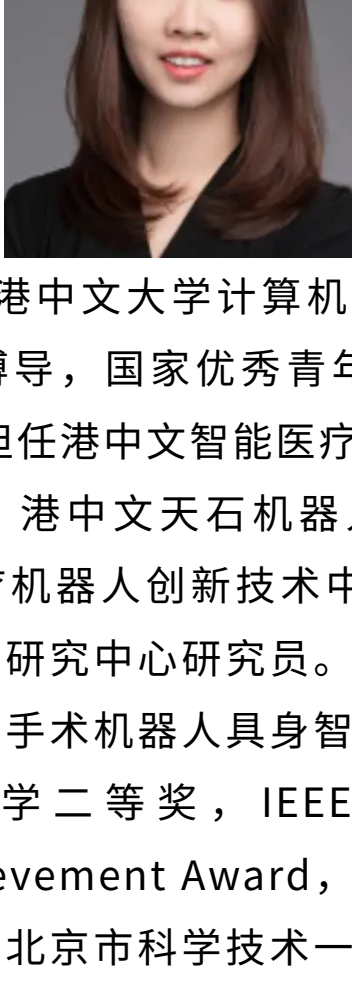 港中文大学计算机
博导，国家优秀青年
担任港中文智能医疗
港中文天石机器人
疗机器人创新技术中
研究中心研究员。
手术机器人具身智
学二等奖，IEEE
evement Award，
北京市科学技术一